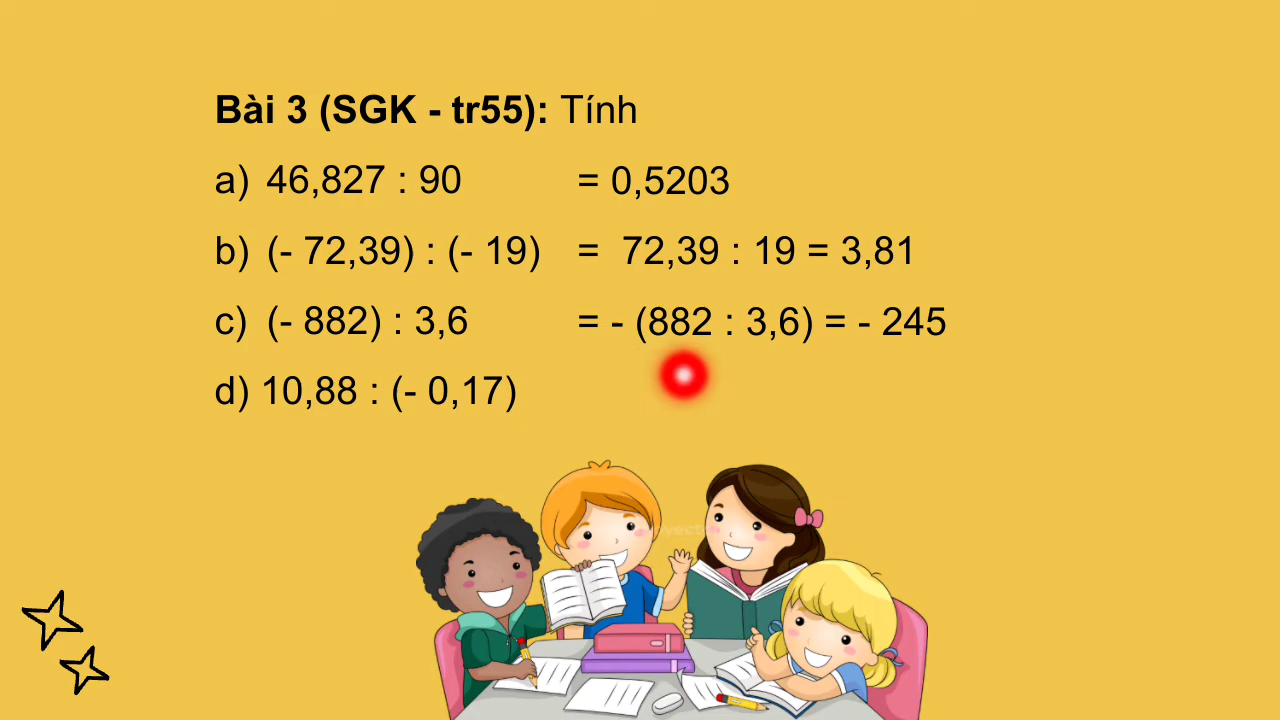 Bài 3 (SGK - tr55): Tính
a) 46,827 : 90 = 0,5203
b) (- 72,39) : (- 19) = 72,39 : 19 = 3,81
c) (- 882) : 3,6 = - (882 : 3,6) = - 245
d) 10,88 : (- 0,17)